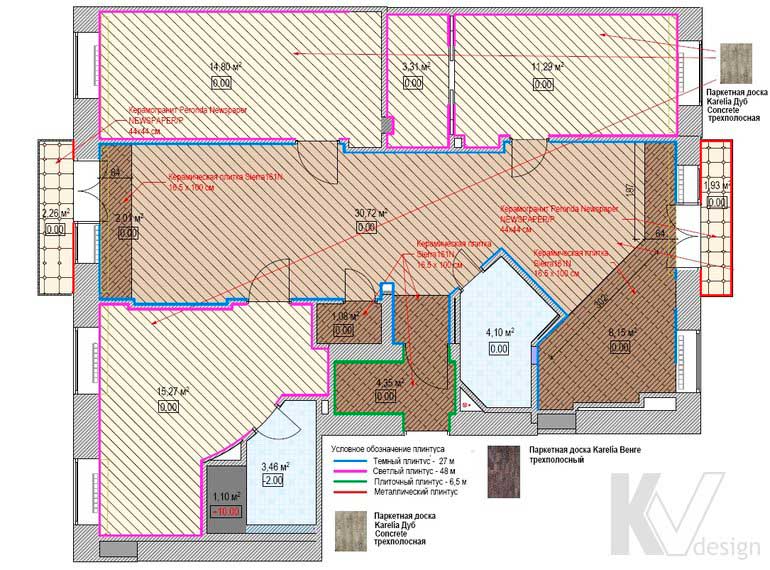 14,80 м²
0.00
3,31 м²
0.00
11,29 м²
0.00
Паркетная доска
Karelia Дуб
Concrete
трехполосная
Керамогранит Peronda Newspaper
NEWSPAPER/P
44x44 см
84
Керамическая плитка Sierra161N
16.5 x 100 см
2,26 м²
0.00
2,01 м²
0.00
30,72 м²
0.00
197
Керамогранит Peronda Newspaper
NEWSPAPER/P
44x44 см
1,93 м²
0.00
64
Керамическая плитка
Sierra161N
16.5 x 100 см
Керамическая плитка
Sierra161N
16.5 x 100 см
302
1,08 м²
0.00
4,10 м²
0.00
6,15 м²
0.00
15,27 м²
0.00
4,35 м²
0.00
3,46 м²
-2.00
1,10 м²
-10.00
Условное обозначение плинтуса
Темный плинтус - 27 м
Светлый плинтус - 48 м
Плиточный плинтус - 6,5 м
Металлический плинтус
Паркетная доска Karelia Венге
трехполосный
Паркетная доска
Karelia Дуб
Concrete
трехполосная
KV
design